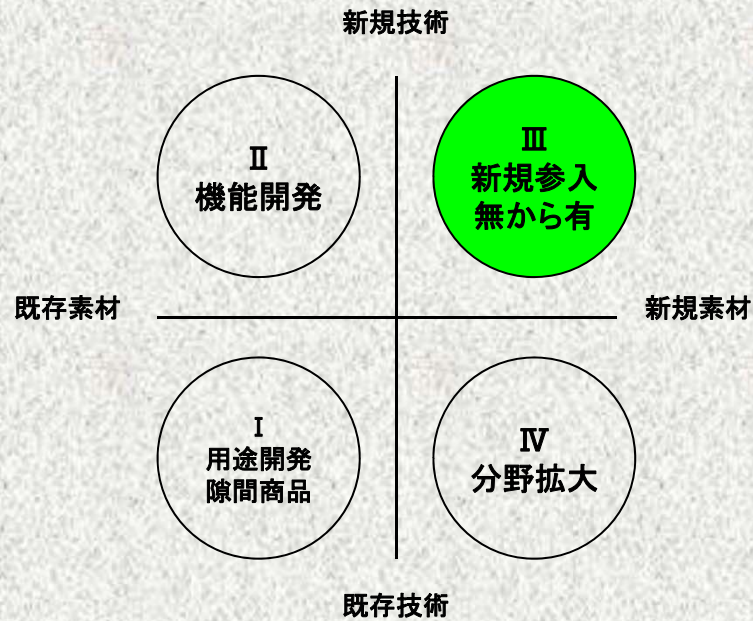 新規技術
Ⅱ
機能開発
Ⅲ
新規参入
無から有
既存素材
新規素材
Ⅰ
用途開発
隙間商品
Ⅳ
分野拡大
既存技術